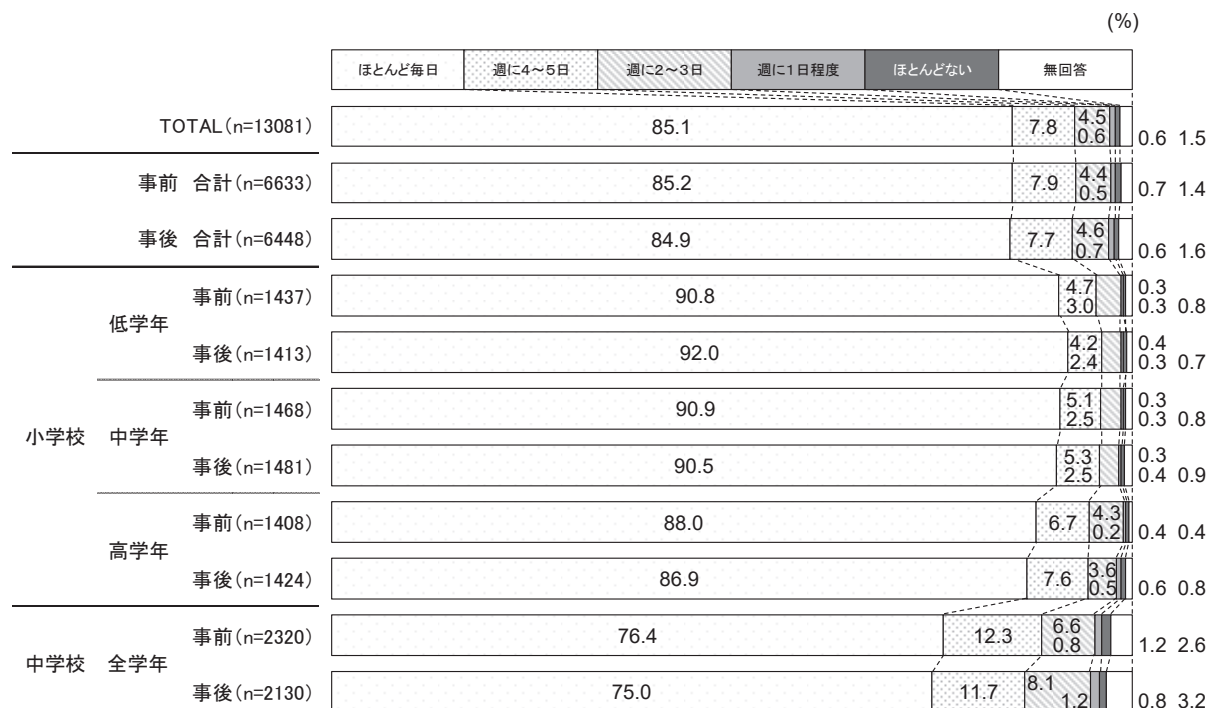 (%)
ほとんど毎日 週に4～5日 週に2～3日 週に1日程度 ほとんどない 無回答
TOTAL(n=13081) 85.1 7.8 4.5 0.6 0.6 1.5
事前 合計(n=6633) 85.2 7.9 4.4 0.5 0.7 1.4
事後 合計(n=6448) 84.9 7.7 4.6 0.7 0.6 1.6
小学校
低学年
事前(n=1437) 90.8 4.7 3.0 0.3 0.3 0.8
事後(n=1413) 92.0 4.2 2.4 0.4 0.3 0.7
中学年
事前(n=1468) 90.9 5.1 2.5 0.3 0.3 0.8
事後(n=1481) 90.5 5.3 2.5 0.3 0.4 0.9
高学年
事前(n=1408) 88.0 6.7 4.3 0.2 0.4 0.4
事後(n=1424) 86.9 7.6 3.6 0.5 0.6 0.8
中学校 全学年
事前(n=2320) 76.4 12.3 6.6 0.8 1.2 2.6
事後(n=2130) 75.0 11.7 8.1 1.2 0.8 3.2